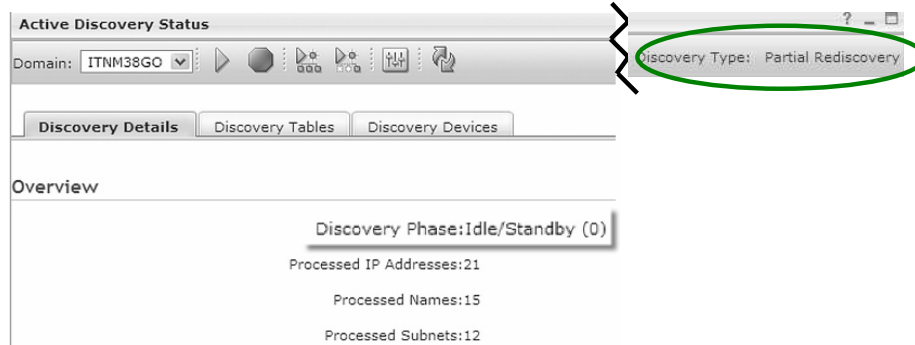 Active Discovery Status
? _ □
Domain: ITNM38GO
Discovery Type: Partial Rediscovery
Discovery Details Discovery Tables Discovery Devices
Overview
Discovery Phase:Idle/Standby (0)
Processed IP Addresses:21
Processed Names:15
Processed Subnets:12